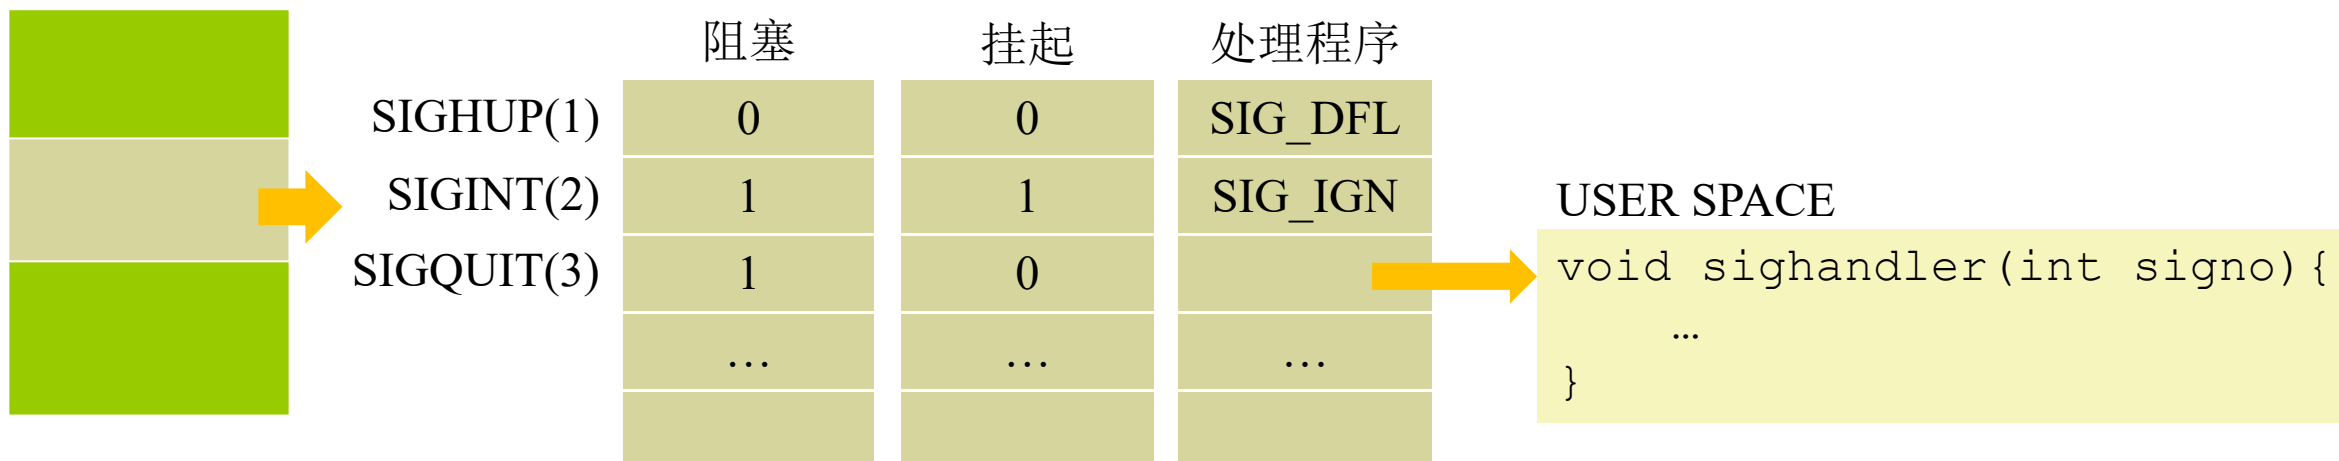 阻塞 挂起 处理程序
SIGHUP(1) 0 0 SIG_DFL
SIGINT(2) 1 1 SIG_IGN
SIGQUIT(3) 1 0
… … …
USER SPACE
void sighandler(int signo){
…
}